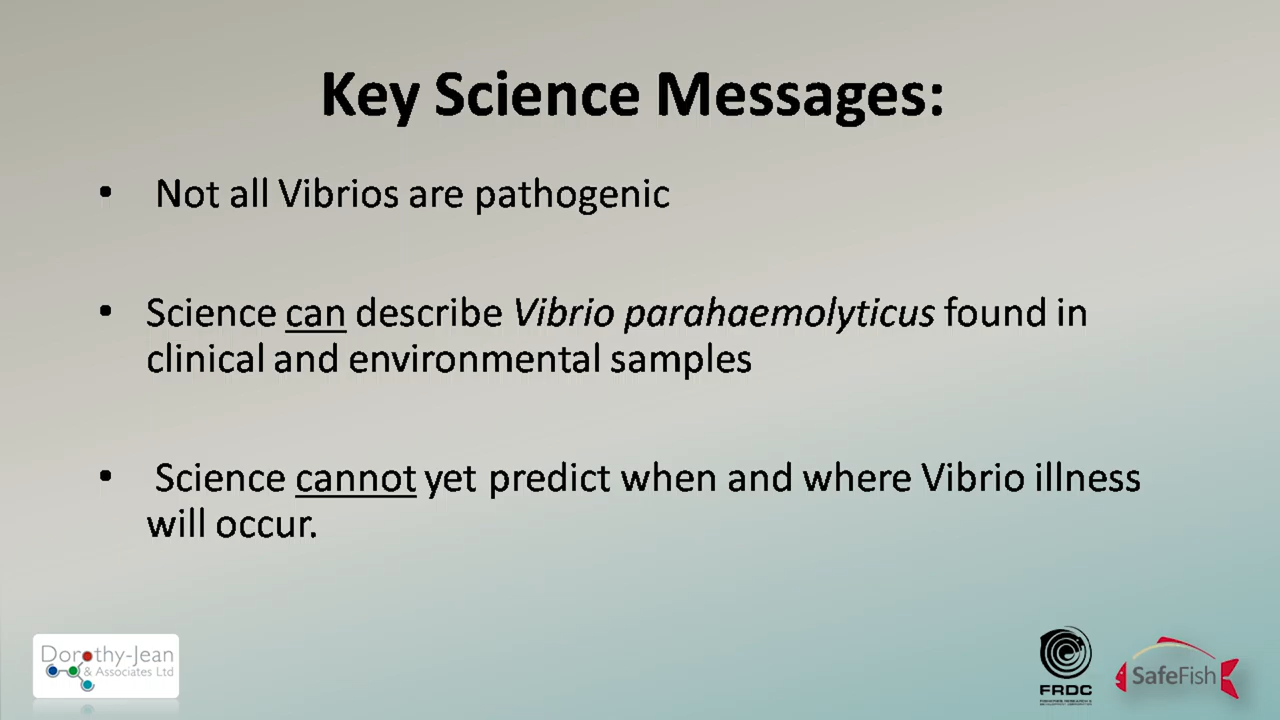 Key Science Messages:
• Not all Vibrios are pathogenic
• Science can describe Vibrio parahaemolyticus found in
clinical and environmental samples
• Science cannot yet predict when and where Vibrio illness
will occur.
Dorothy-Jean
& Associates Ltd
FRDC
SafeFish